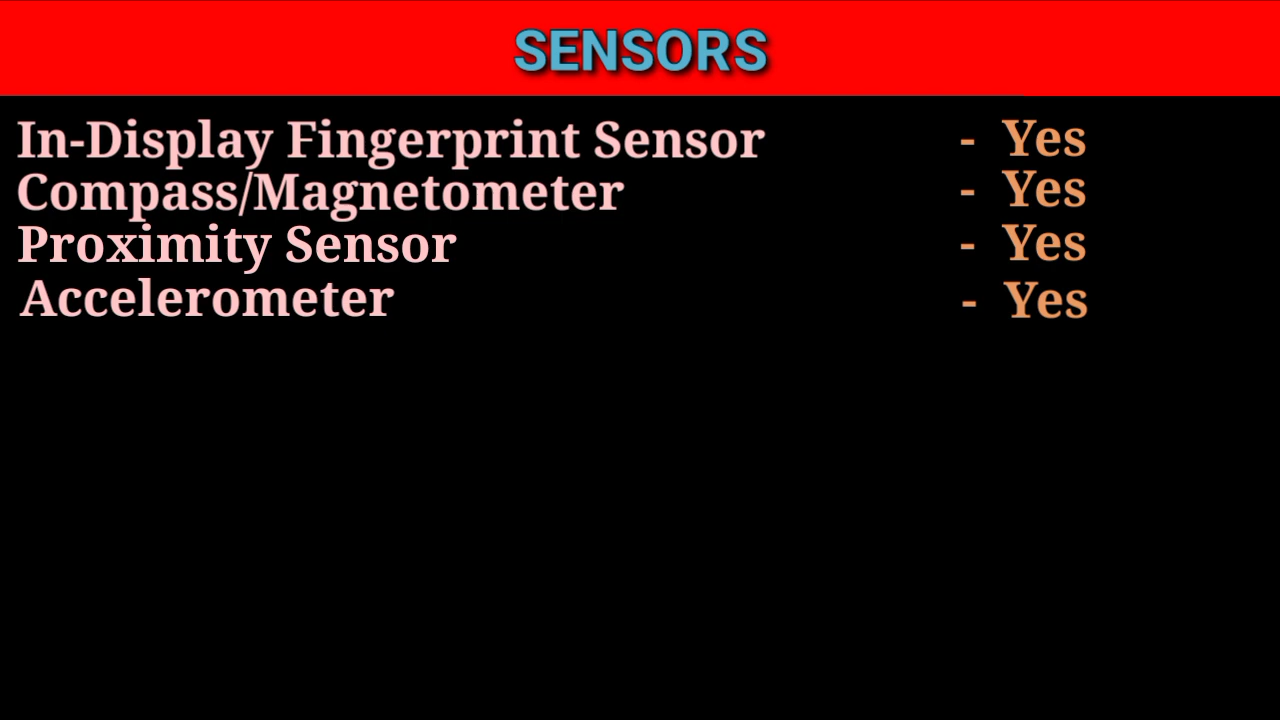 SENSORS
In-Display Fingerprint Sensor - Yes
Compass/Magnetometer - Yes
Proximity Sensor - Yes
Accelerometer - Yes